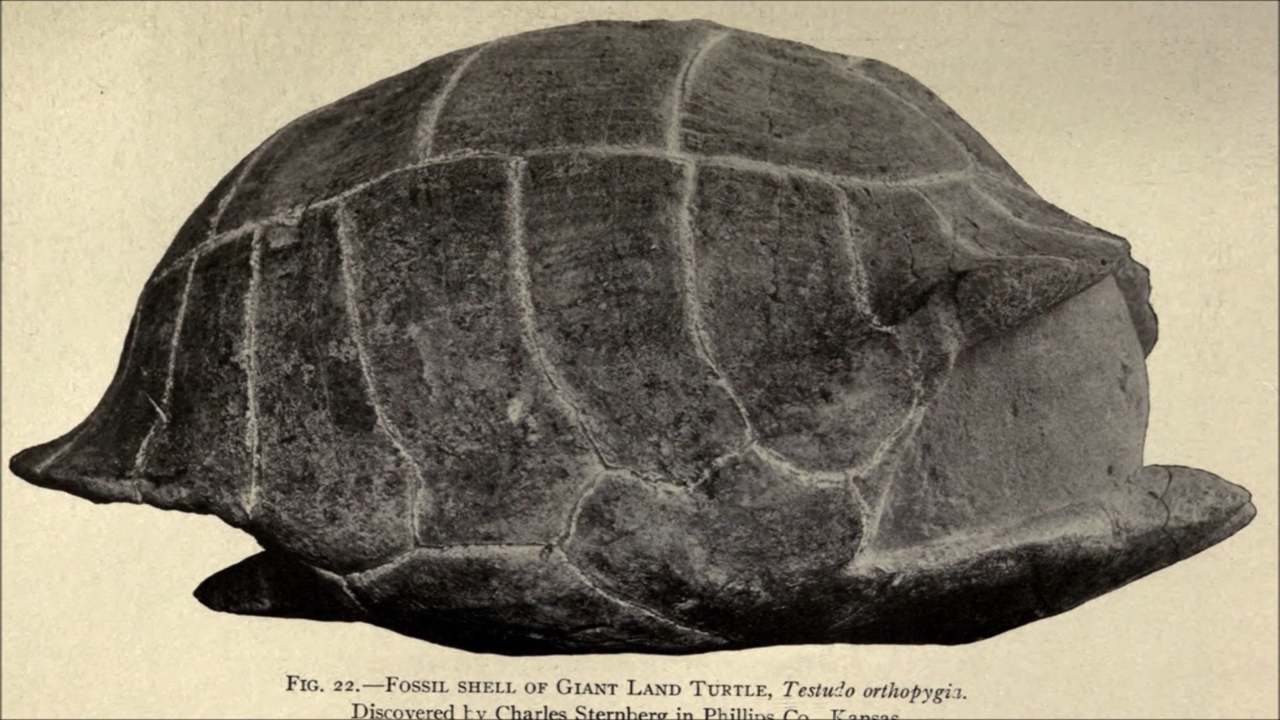 FIG. 22.—FOSSIL SHELL OF GIANT LAND TURTLE, Testudo orthopygia.
Discovered by Charles Sternberg in Phillips Co., Kansas.